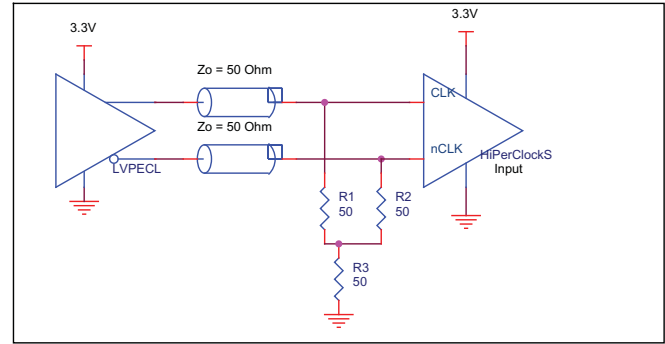 3.3V
3.3V
Zo = 50 Ohm
CLK
Zo = 50 Ohm
nCLK
LVPECL
HiPerClockS
Input
R1
50
R2
50
R3
50